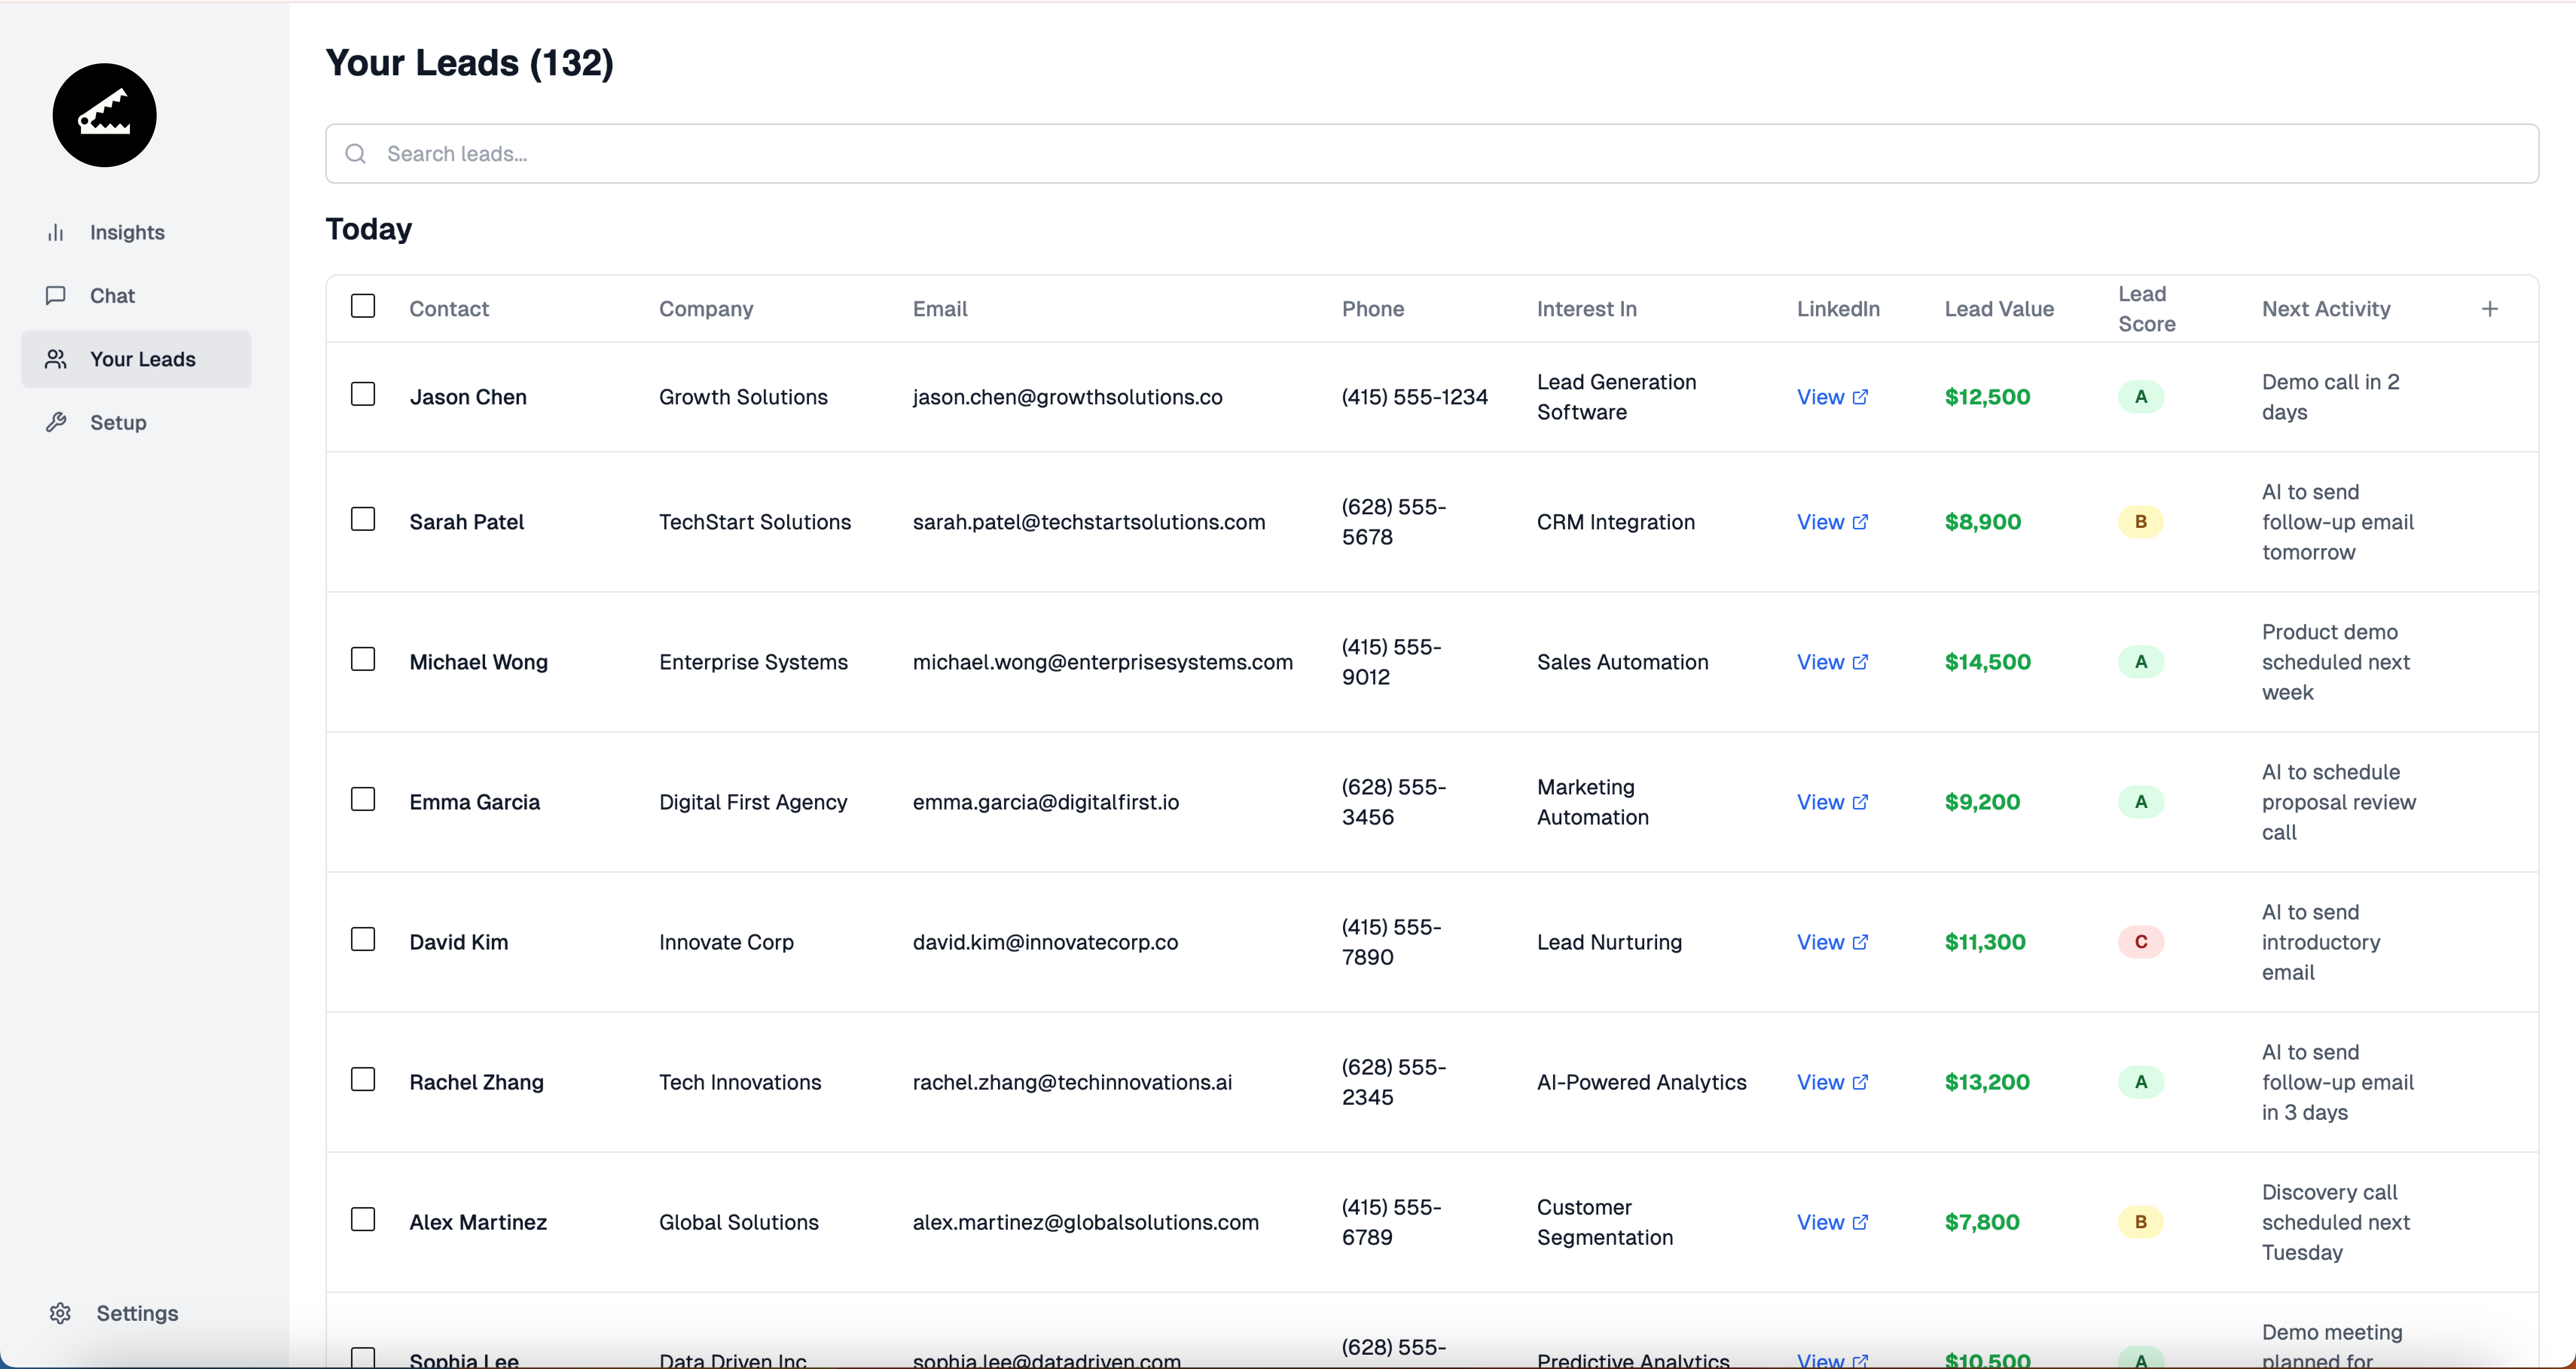 Your Leads (132)
Search leads...
Today
Insights
Chat
Your Leads
Setup
Settings
Contact Company Email Phone Interest In LinkedIn Lead Value Lead Score Next Activity
Jason Chen Growth Solutions jason.chen@growthsolutions.co (415) 555-1234 Lead Generation Software View $12,500 A Demo call in 2 days
Sarah Patel TechStart Solutions sarah.patel@techstartsolutions.com (628) 555-5678 CRM Integration View $8,900 B AI to send follow-up email tomorrow
Michael Wong Enterprise Systems michael.wong@enterprisesystems.com (415) 555-9012 Sales Automation View $14,500 A Product demo scheduled next week
Emma Garcia Digital First Agency emma.garcia@digitalfirst.io (628) 555-3456 Marketing Automation View $9,200 A AI to schedule proposal review call
David Kim Innovate Corp david.kim@innovatecorp.co (415) 555-7890 Lead Nurturing View $11,300 C AI to send introductory email
Rachel Zhang Tech Innovations rachel.zhang@techinnovations.ai (628) 555-2345 AI-Powered Analytics View $13,200 A AI to send follow-up email in 3 days
Alex Martinez Global Solutions alex.martinez@globalsolutions.com (415) 555-6789 Customer Segmentation View $7,800 B Discovery call scheduled next Tuesday
Sophia Lee Data Driven Inc sophia.lee@datadriven.com (628) 555- Predictive Analytics View $10,500 A Demo meeting planned for